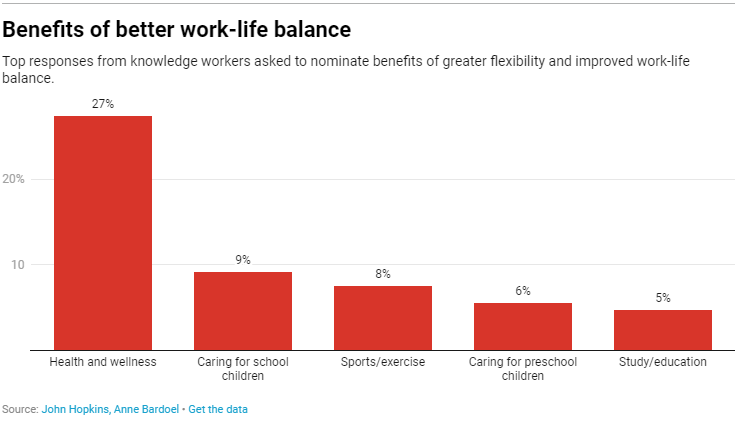 Benefits of better work-life balance
Top responses from knowledge workers asked to nominate benefits of greater flexibility and improved work-life
balance.
27%
20%
9%
10
8%
6%
5%
Health and wellness
Caring for school
children
Sports/exercise
Caring for preschool
children
Study/education
Source: John Hopkins, Anne Bardoel • Get the data